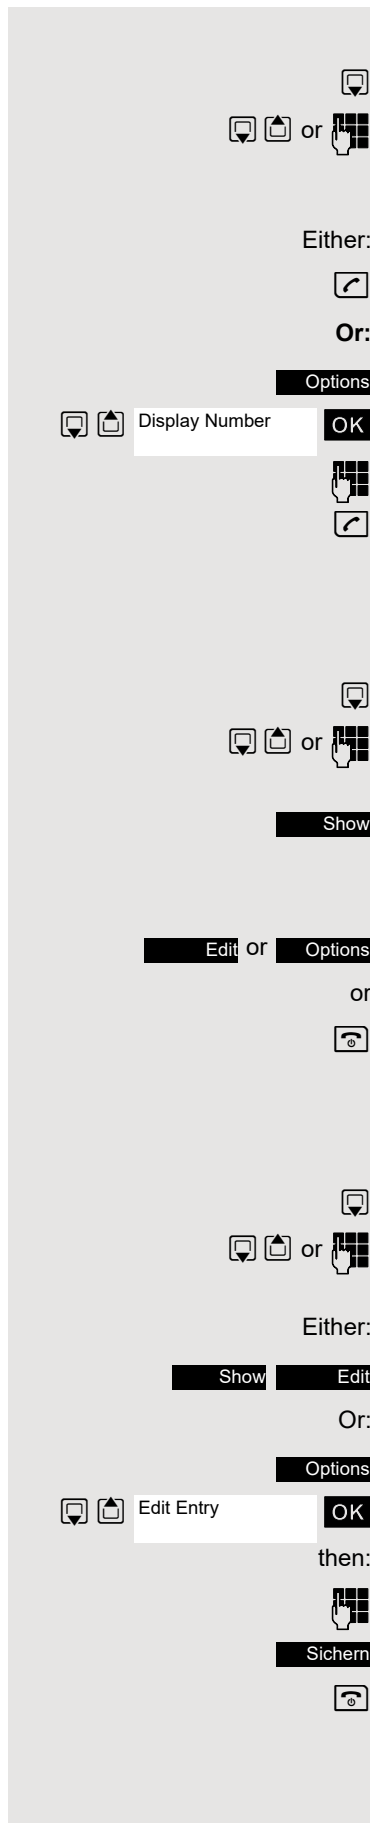 or
Either:
Or:
Options
Display Number OK
or
Show
Edit or Options
or
or
Either:
Show Edit
Or:
Options
Edit Entry OK
then:
Sichern